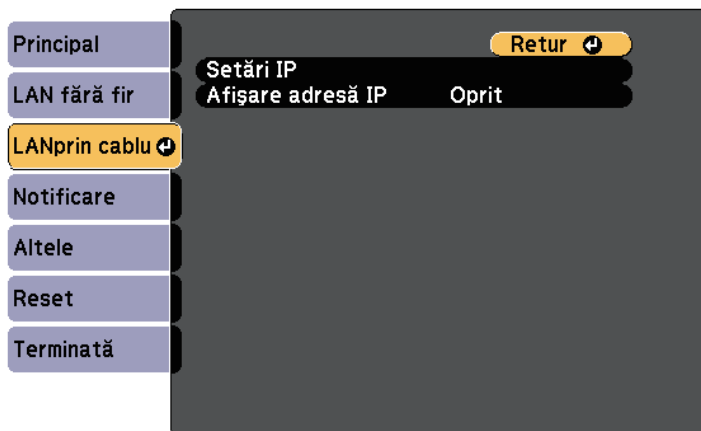 Principal
LAN fără fir
LANprin cablu
Notificare
Altele
Reset
Terminată
Retur
Setări IP
Afişare adresă IP Oprit